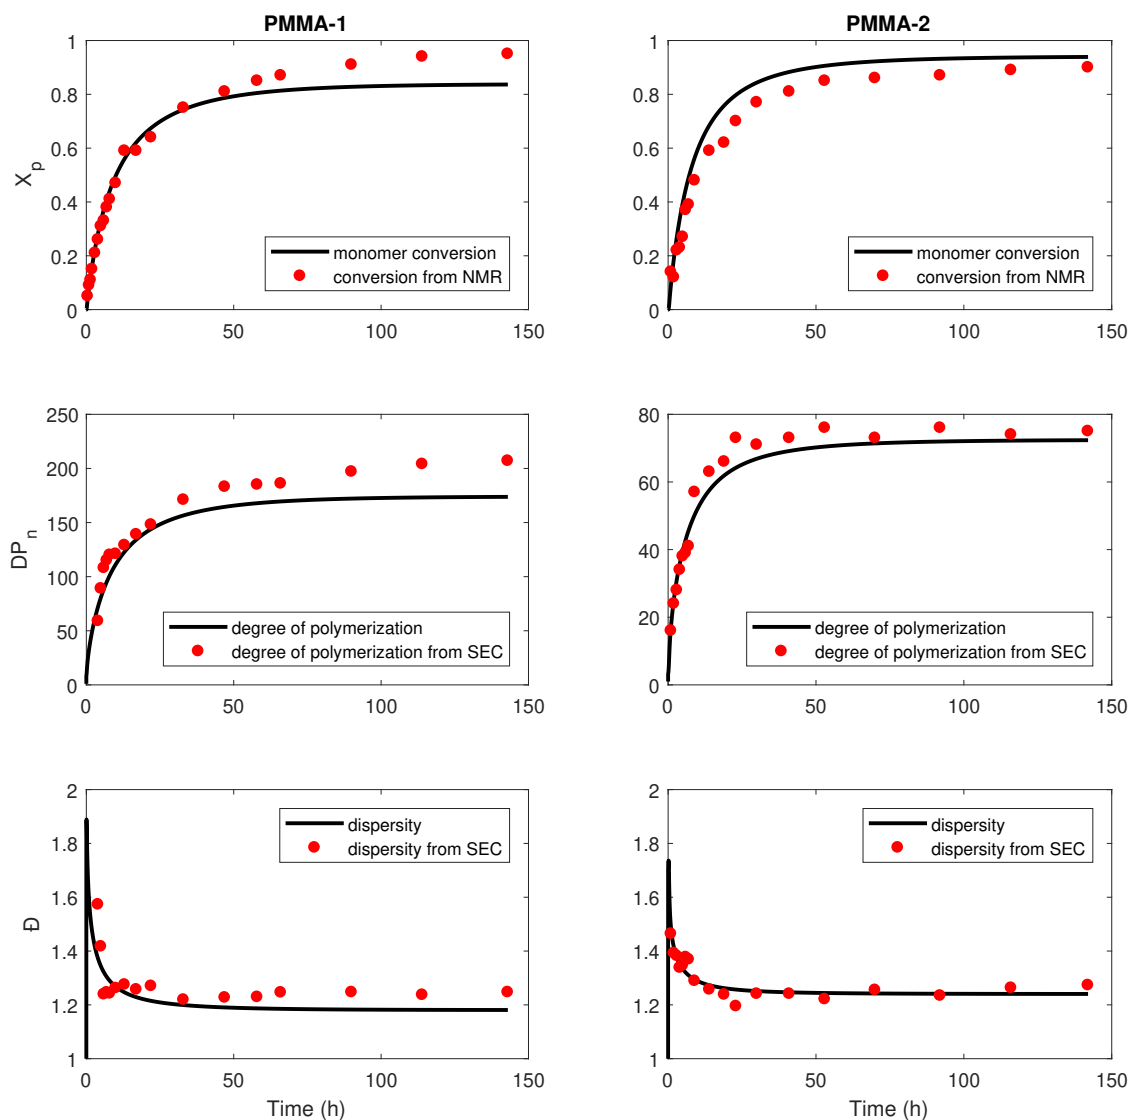 PMMA-1
PMMA-2
1
0.8
0.6
0.4
0.2
0
X_p
monomer conversion
conversion from NMR
0 50 100 150
1
0.8
0.6
0.4
0.2
0
monomer conversion
conversion from NMR
0 50 100 150
250
200
150
100
50
0
DP_n
degree of polymerization
degree of polymerization from SEC
0 50 100 150
80
60
40
20
0
degree of polymerization
degree of polymerization from SEC
0 50 100 150
2
1.8
1.6
1.4
1.2
1
Đ
dispersity
dispersity from SEC
0 50 100 150
Time (h)
2
1.8
1.6
1.4
1.2
1
dispersity
dispersity from SEC
0 50 100 150
Time (h)